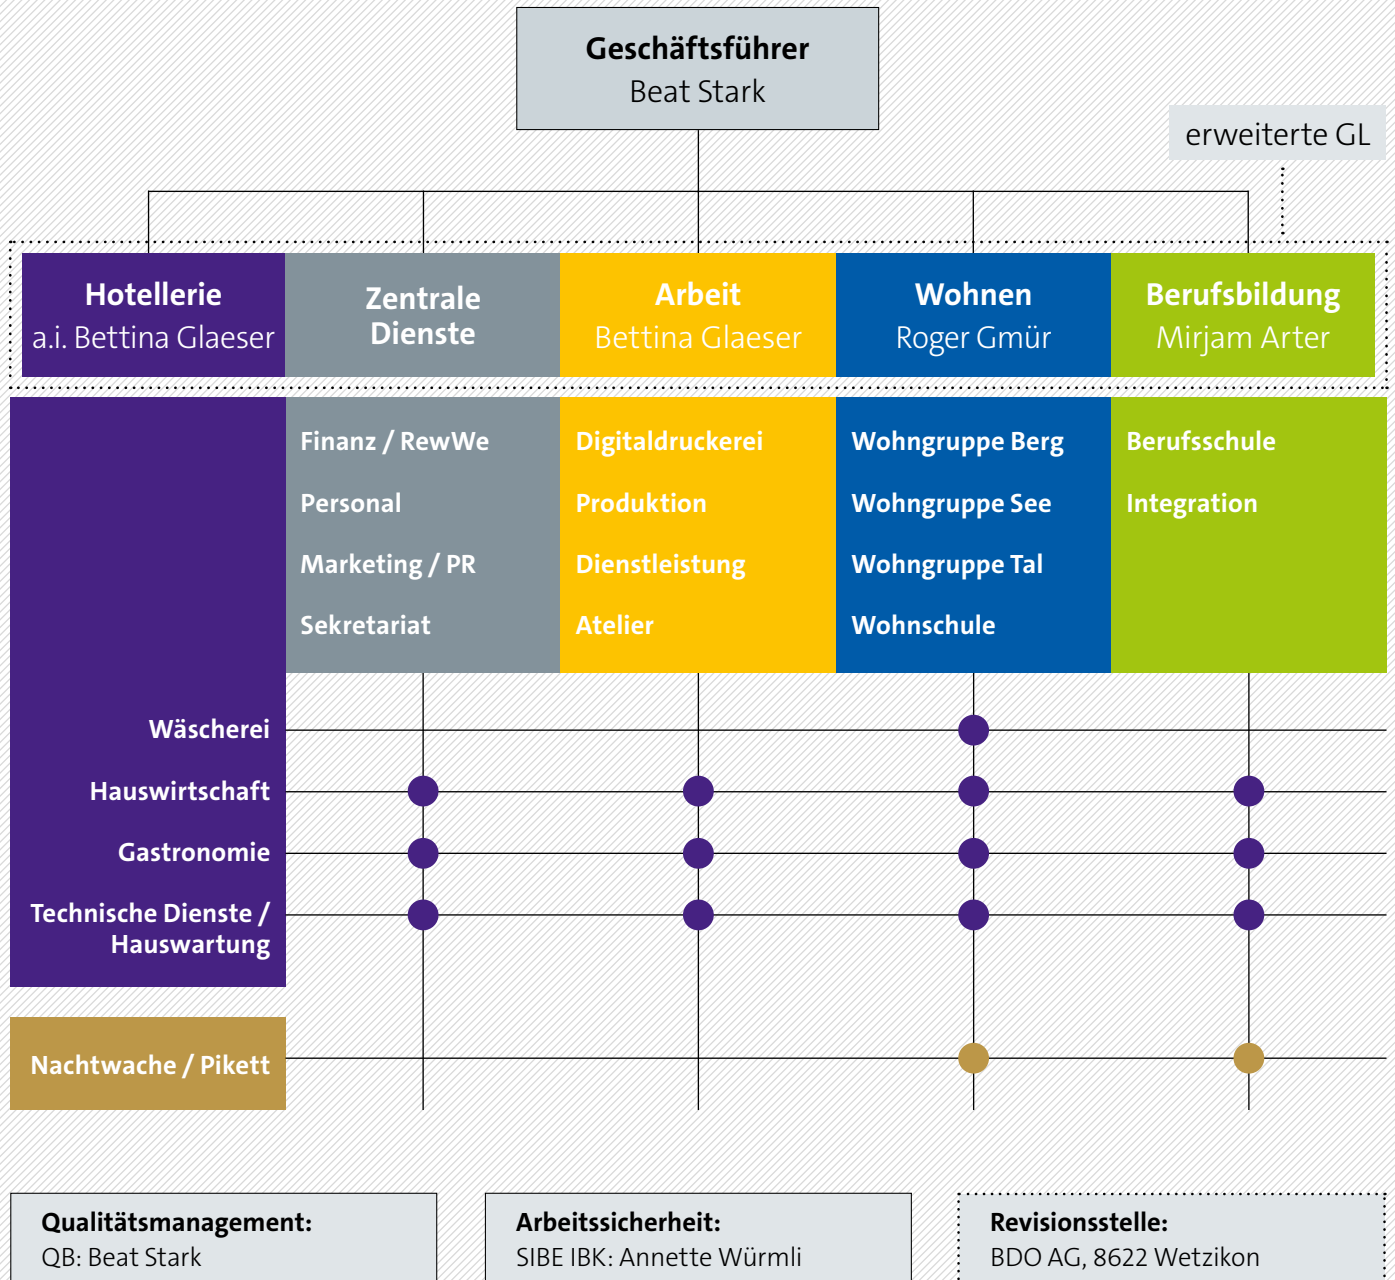 Geschäftsführer
Beat Stark
erweiterte GL
Hotellerie
a.i. Bettina Glaeser
Zentrale
Dienste
Arbeit
Bettina Glaeser
Wohnen
Roger Gmür
Berufsbildung
Mirjam Arter
Finanz / RewWe
Personal
Marketing / PR
Sekretariat
Digitaldruckerei
Produktion
Dienstleistung
Atelier
Wohngruppe Berg
Wohngruppe See
Wohngruppe Tal
Wohnschule
Berufsschule
Integration
Wäscherei
Hauswirtschaft
Gastronomie
Technische Dienste /
Hauswartung
Nachtwache / Pikett
Qualitätsmanagement:
QB: Beat Stark
Arbeitssicherheit:
SIBE IBK: Annette Würmli
Revisionsstelle:
BDO AG, 8622 Wetzikon